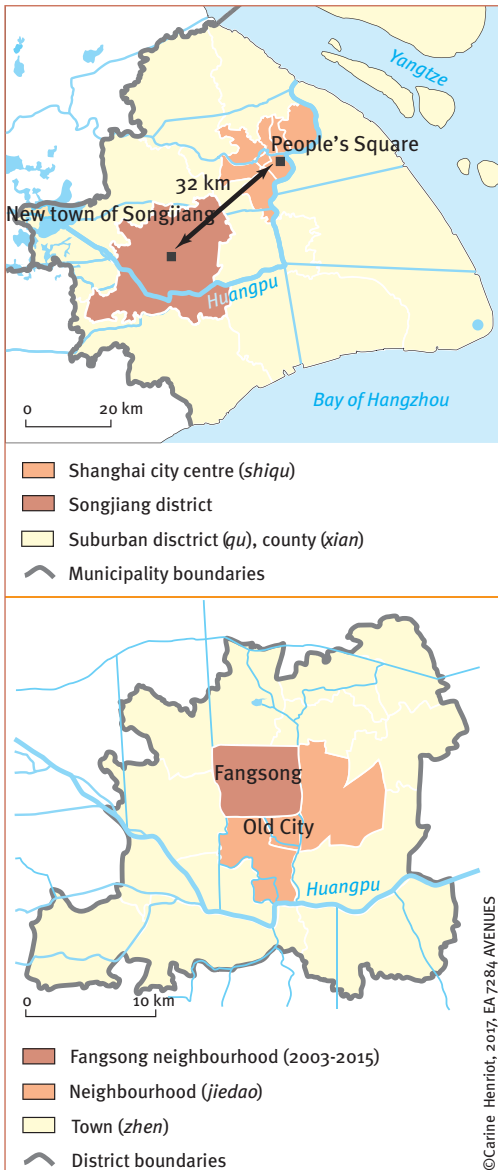 Yangtze
People's Square
32 km
New town of Songjiang
Huangpu
Bay of Hangzhou
0 20 km
Shanghai city centre (shiqu)
Songjiang district
Suburban disctrict (qu), county (xian)
Municipality boundaries
Fangsong
Old City
Huangpu
0 10 km
Fangsong neighbourhood (2003-2015)
Neighbourhood (jiedao)
Town (zhen)
District boundaries
©Carine Henriot, 2017, EA 7284 AVENUES